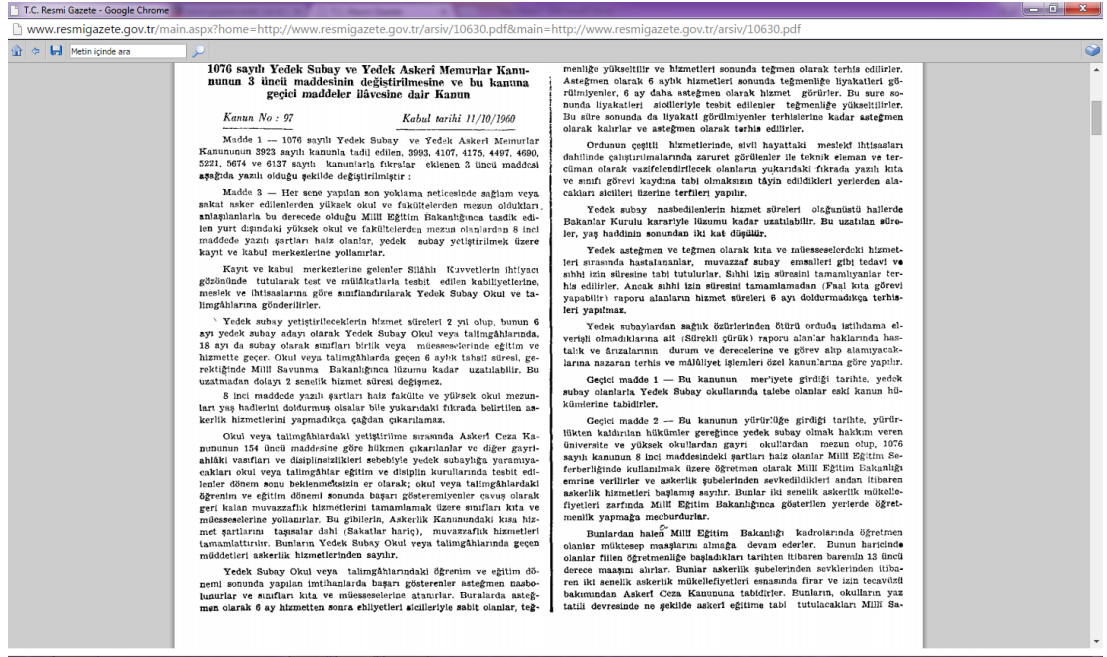 T.C. Resmi Gazete - Google Chrome
www.resmigazete.gov.tr/main.aspx?home=http://www.resmigazete.gov.tr/arsiv/10630.pdf&main=http://www.resmigazete.gov.tr/arsiv/10630.pdf
Metin içinde ara
1076 sayılı Yedek Subay ve Yedek Askerî Memurlar Kanu-
nunun 3 üncü maddesinin değiştirilmesine ve bu kanuna
geçici maddeler ilâvesine dair Kanun
Kanun No : 97 Kabul tarihi 11/10/1960
Madde 1 — 1076 sayılı Yedek Subay ve Yedek Askerî Memurlar
Kanununun 3923 sayılı kanunla tadil edilen, 3993, 4107, 4175, 4497, 4690,
5221, 5674 ve 6137 sayılı kanunlarla fıkralar eklenen 3 üncü maddesi
aşağıda yazılı olduğu şekilde değiştirilmiştir :
Madde 3 — Her sene yapılan son yoklama neticesinde sağlam veya
sakat asker edilenlerden yüksek okul ve fakültelerden mezun oldukları
anlaşılanlarla bu derecede olduğu Millî Eğitim Bakanlığınca tasdik edi-
len yurt dışındaki yüksek okul ve fakültelerden mezun olanlardan 8 inci
maddede yazılı şartları haiz olanlar, yedek subay yetiştirilmek üzere
kayıt ve kabul merkezlerine yollanırlar.
Kayıt ve kabul merkezlerine gelenler Silâhlı Kuvvetlerin ihtiyacı
gözönünde tutularak test ve mülâkatlarla tesbit edilen kabiliyetlerine,
meslek ve ihtisaslarına göre sınıflandırılarak Yedek Subay Okul ve ta-
limgâhlarına gönderilirler.
Yedek subay yetiştirileceklerin hizmet süreleri 2 yıl olup, bunun 6
ayı yedek subay adayı olarak Yedek Subay Okul veya talimgâhlarında,
18 ayı da subay olarak sınıfları birlik veya müesseselerinde eğitim ve
hizmette geçer. Okul veya talimgâhlarda geçen 6 aylık tahsil süresi, ge-
rektiğinde Millî Savunma Bakanlığınca lüzumu kadar uzatılabilir. Bu
uzatmadan dolayı 2 senelik hizmet süresi değişmez.
8 inci maddede yazılı şartları haiz fakülte ve yüksek okul mezun-
ları yaş hadlerini doldurmuş olsalar bile yukarıdaki fıkrada belirtilen as-
kerlik hizmetlerini yapmadıkça çağdan çıkarılamaz.
Okul veya talimgâhlardaki yetiştirilme sırasında Askerî Ceza Ka-
nununun 154 üncü maddesine göre hükmen çıkarılanlar ve diğer gayri-
ahlâki vasıfları ve disiplinsizlikleri sebebiyle yedek subaylığa yaramıya-
cakları okul veya talimgâhlar eğitim ve disiplin kurullarında tesbit edi-
lenler dönem sonu beklenmeksizin er olarak; okul veya talimgâhlardaki
öğrenim ve eğitim dönemi sonunda başarı gösteremiyenler çavuş olarak
geri kalan muvazzaflık hizmetlerini tamamlamak üzere sınıfları kıta ve
müesseselerine yollanırlar. Bu gibilerin, Askerlik Kanunundaki kısa hiz-
met şartlarını taşısalar dahi (Sakatlar hariç), muvazzaflık hizmetleri
tamamlattırılır. Bunların Yedek Subay Okul veya talimgâhlarında geçen
müddetleri askerlik hizmetlerinden sayılır.
Yedek Subay Okul veya talimgâhlarındaki öğrenim ve eğitim dö-
nemi sonunda yapılan imtihanlarda başarı gösterenler asteğmen nasbo-
lunurlar ve sınıfları kıta ve müesseselerine atanırlar. Buralarda asteğ-
men olarak 6 ay hizmetten sonra ehliyetleri sicilleriyle sabit olanlar, teğ-
menliğe yükseltilir ve hizmetleri sonunda teğmen olarak terhis edilirler.
Asteğmen olarak 6 aylık hizmetleri sonunda teğmenliğe liyakatleri gö-
rülmiyenler, 6 ay daha asteğmen olarak hizmet görürler. Bu sure so-
nunda liyakatleri sicilleriyle tesbit edilenler teğmenliğe yükseltilirler.
Bu süre sonunda da liyakati görülmiyenler terhislerine kadar asteğmen
olarak kalırlar ve asteğmen olarak terhis edilirler.
Ordunun çeşitli hizmetlerinde, sivil hayattaki meslekî ihtisasları
dahilinde çalıştırılmalarında zaruret görülenler ile teknik eleman ve ter-
cüman olarak vazifelendirilecek olanların yukarıdaki fıkrada yazılı kıta
ve sınıfı görevi kaydına tabi olmaksızın tâyin edildikleri yerlerden ala-
cakları sicilleri üzerine terfileri yapılır.
Yedek subay nasbedilenlerin hizmet süreleri olağanüstü hallerde
Bakanlar Kurulu kararıyle lüzumu kadar uzatılabilir. Bu uzatılan süre-
ler, yaş haddinin sonundan iki kat düşülür.
Yedek asteğmen ve teğmen olarak kıta ve müesseselerdeki hizmet-
leri sırasında hastalananlar, muvazzaf subay emsalleri gibi tedavi ve
sıhhi izin süresine tabi tutulurlar. Sıhhi izin süresini tamamlıyanlar ter-
his edilirler. Ancak sıhhi izin süresini tamamlamadan (Faal kıta görevi
yapabilir) raporu alanların hizmet süreleri 6 ayı doldurmadıkça terhis-
leri yapılmaz.
Yedek subaylardan sağlık özürlerinden ötürü orduda istihdama el-
verişli olmadıklarına ait (Sürekli çürük) raporu alanlar haklarında has-
talık ve ârızalarının durum ve derecelerine ve görev alıp alamıyacak-
larına nazaran terhis ve mâlûliyet işlemleri özel kanunlarına göre yapılır.
Geçici madde 1 — Bu kanunun mer'iyete girdiği tarihte, yedek
subay olanlarla Yedek Subay okullarında talebe olanlar eski kanun hü-
kümlerine tabidirler.
Geçici madde 2 — Bu kanunun yürürlüğe girdiği tarihte, yürür-
lükten kaldırılan hükümler gereğince yedek subay olmak hakkını veren
üniversite ve yüksek okullardan gayri okullardan mezun olup, 1076
sayılı kanunun 8 inci maddesindeki şartları haiz olanlar Millî Eğitim Se-
ferberliğinde kullanılmak üzere öğretmen olarak Millî Eğitim Bakanlığı
emrine verilirler ve askerlik şubelerinden sevkedildikleri andan itibaren
askerlik hizmetleri başlamış sayılır. Bunlar iki senelik askerlik mükelle-
fiyetleri zarfında Millî Eğitim Bakanlığınca gösterilen yerlerde öğret-
menlik yapmağa mecburdurlar.
Bunlardan halen Millî Eğitim Bakanlığı kadrolarında öğretmen
olanlar müktesep maaşlarını almağa devam ederler. Bunun haricinde
olanlar fiilen öğretmenliğe başladıkları tarihten itibaren baremin 13 üncü
derece maaşını alırlar. Bunlar askerlik şubelerinden sevklerinden itiba-
ren iki senelik askerlik mükellefiyetleri esnasında firar ve izin tecavüzü
bakımından Askerî Ceza Kanununa tabidirler. Bunların, okulların yaz
tatili devresinde ne şekilde askerî eğitime tabi tutulacakları Millî Sa-